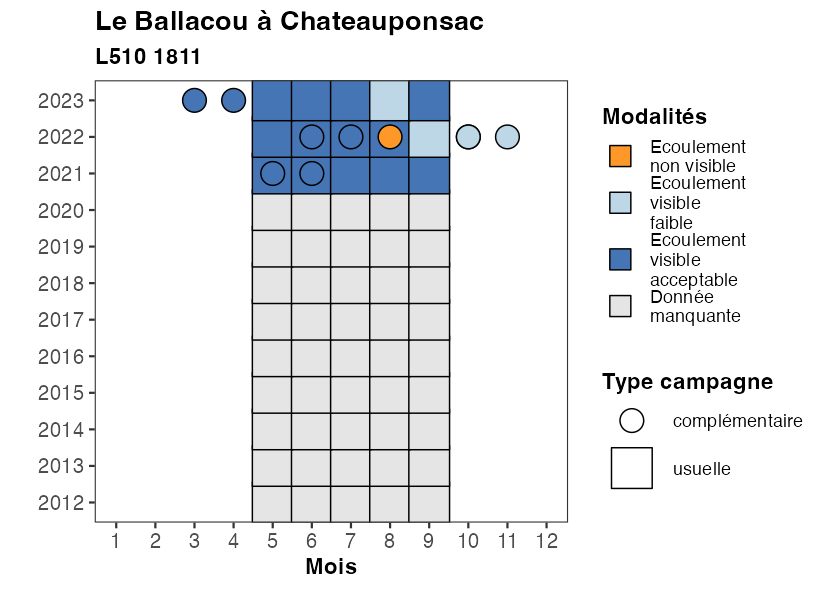 Le Ballacou à Chateauponsac
L510 1811
2023
2022
2021
2020
2019
2018
2017
2016
2015
2014
2013
2012
1 2 3 4 5 6 7 8 9 10 11 12
Mois
Modalités
Ecoulement
non visible
Ecoulement
visible
faible
Ecoulement
visible
acceptable
Donnée
manquante
Type campagne
complémentaire
usuelle